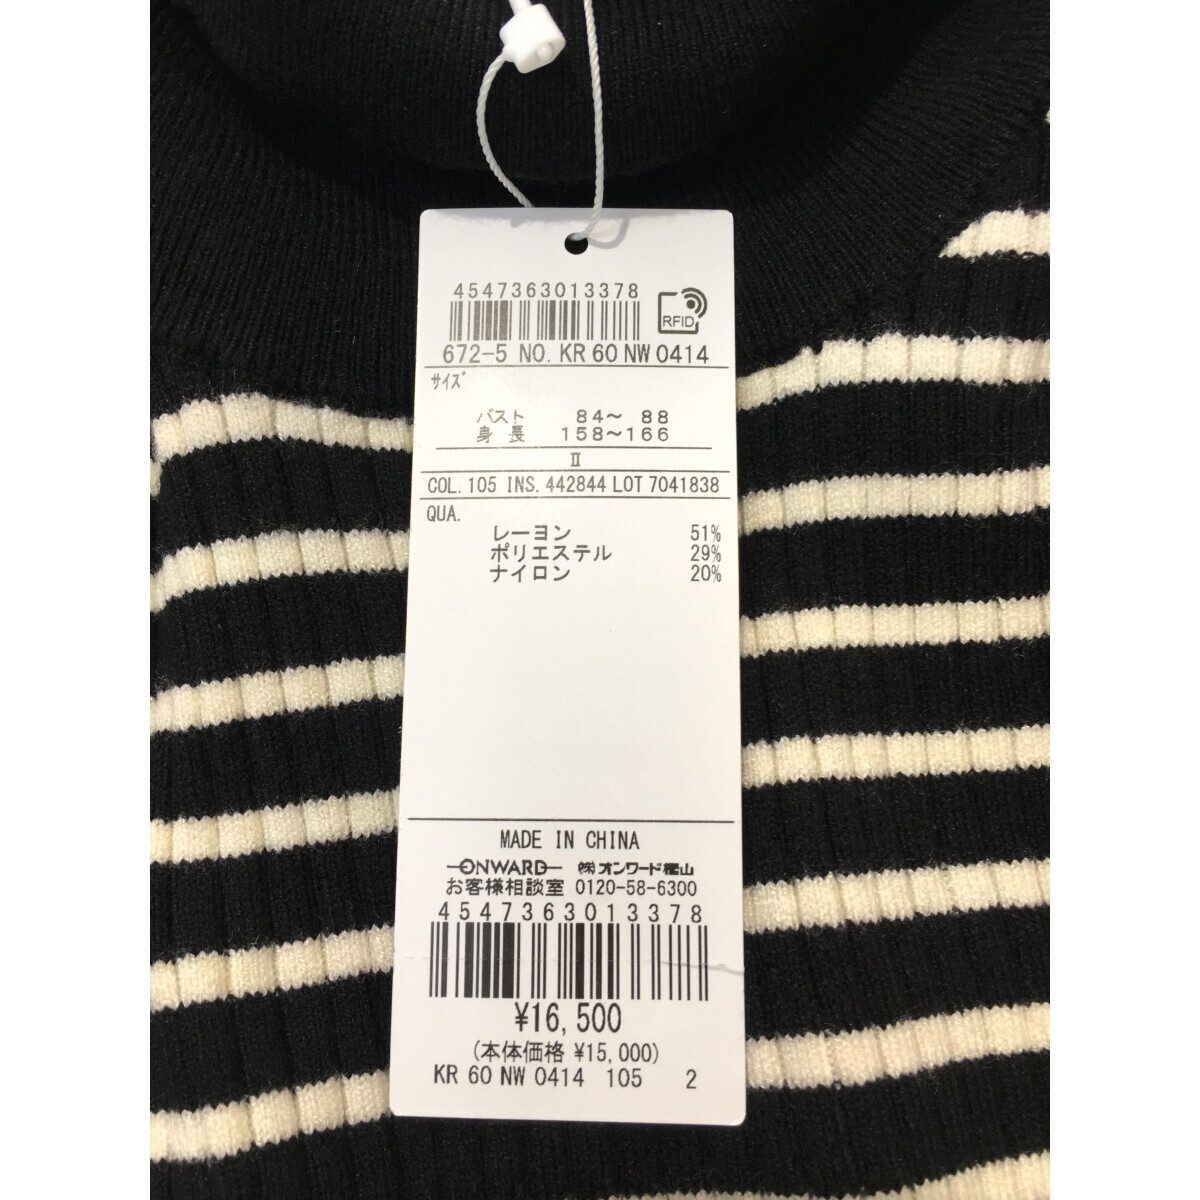 4547363013378
RFID
672-5 NO. KR 60 NW 0414
サイズ
バスト 84～ 88
身 長 158～166
Ⅱ
COL. 105 INS. 442844 LOT 7041838
QUA.
レーヨン 51%
ポリエステル 29%
ナイロン 20%
MADE IN CHINA
ONWARD ㈱オンワード樫山
お客様相談室 0120-58-6300
4547363013378
¥16,500
(本体価格 ¥15,000)
KR 60 NW 0414 105 2